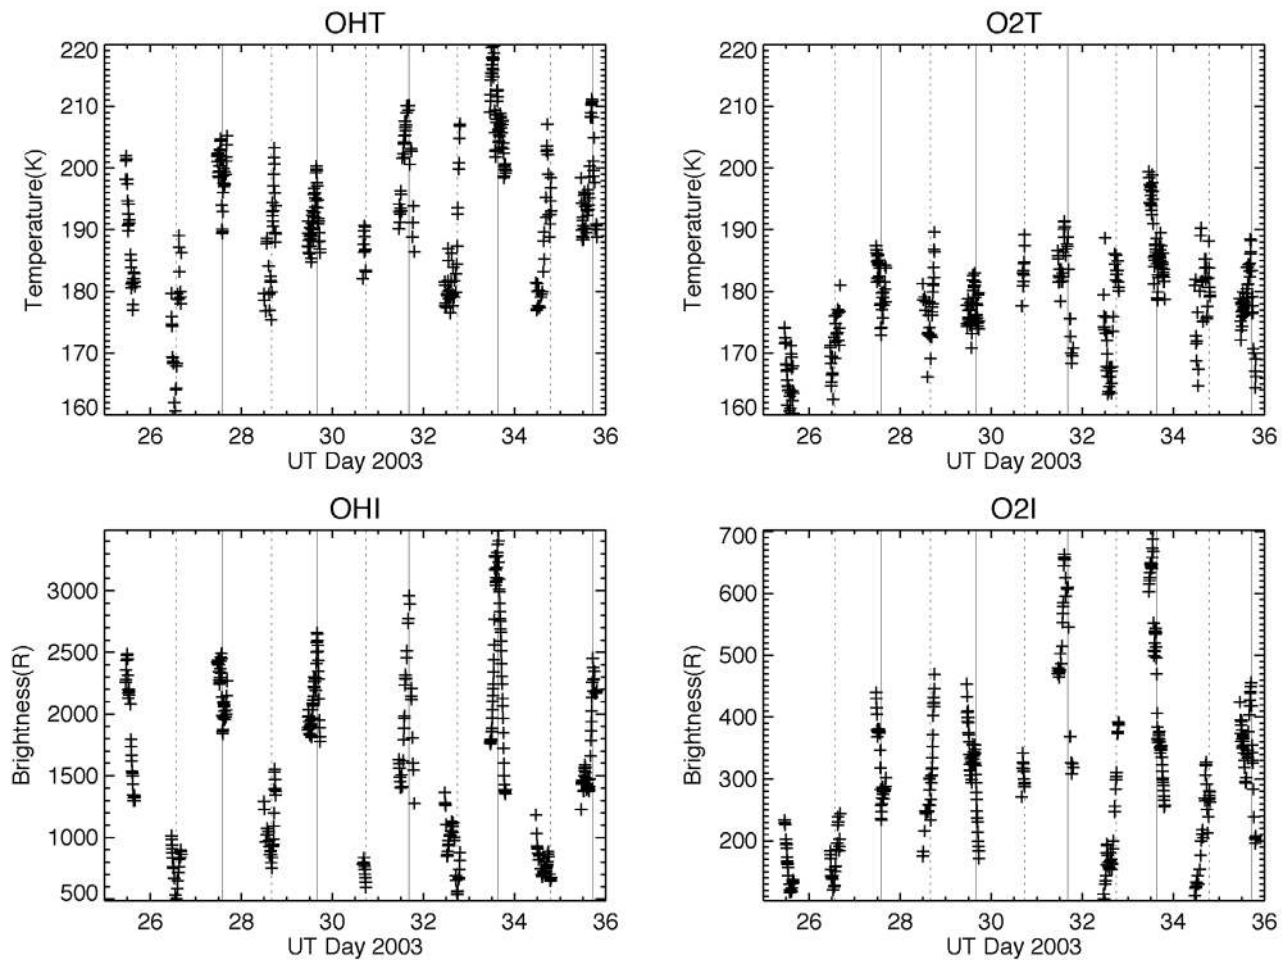 OHT
O2T
220
210
200
190
180
170
160
Temperature(K)
26 28 30 32 34 36
UT Day 2003
220
210
200
190
180
170
160
Temperature(K)
26 28 30 32 34 36
UT Day 2003
OHI
O2I
3000
2500
2000
1500
1000
500
Brightness(R)
26 28 30 32 34 36
UT Day 2003
700
600
500
400
300
200
Brightness(R)
26 28 30 32 34 36
UT Day 2003